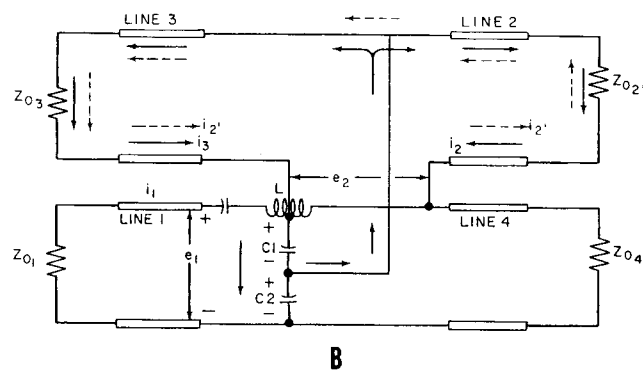 LINE 3
LINE 2
Z03
Z02'
i2'
i3
i2'
i2
e2
i1
L
LINE 1
+
LINE 4
+
Z01
e1
C1
-
Z04
+
C2
-
-
B